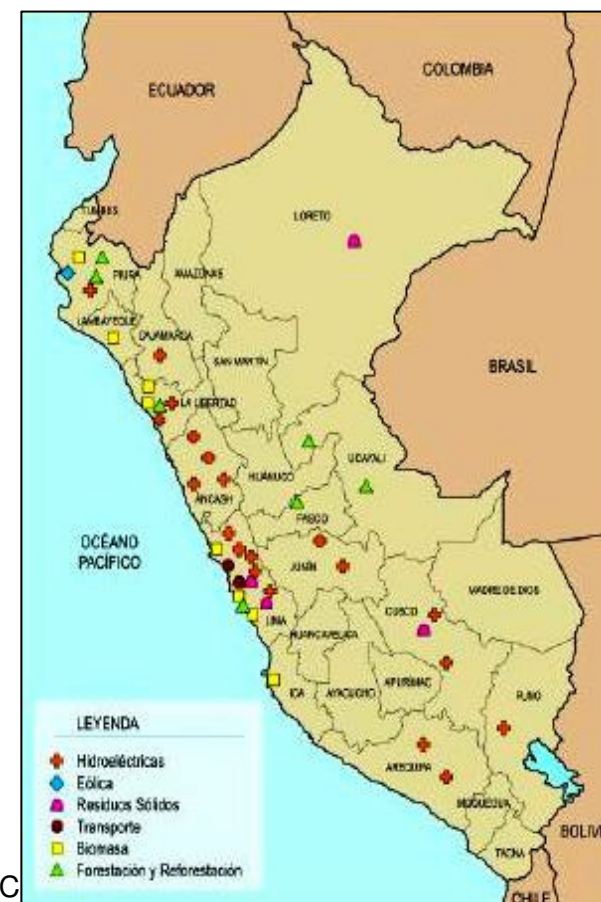 COLOMBIA
ECUADOR
TUMBES
LORETO
PIURA
AMAZONAS
LAMBAYEQUE
CAJAMARCA
SAN MARTIN
BRASIL
LA LIBERTAD
UCAYALI
HUÁNUCO
ANCASH
PASCO
OCÉANO
PACÍFICO
JUNÍN
MADRE DE DIOS
CUSCO
LIMA
HUANCAVELICA
ICA
AYACUCHO
APURIMAC
PUNO
LEYENDA
Hidroeléctricas
Eólica
Residuos Sólidos
Transporte
Biomasa
Forestación y Reforestación
AREQUIPA
MOQUEGUA
BOLIV
TACNA
CHILE
C